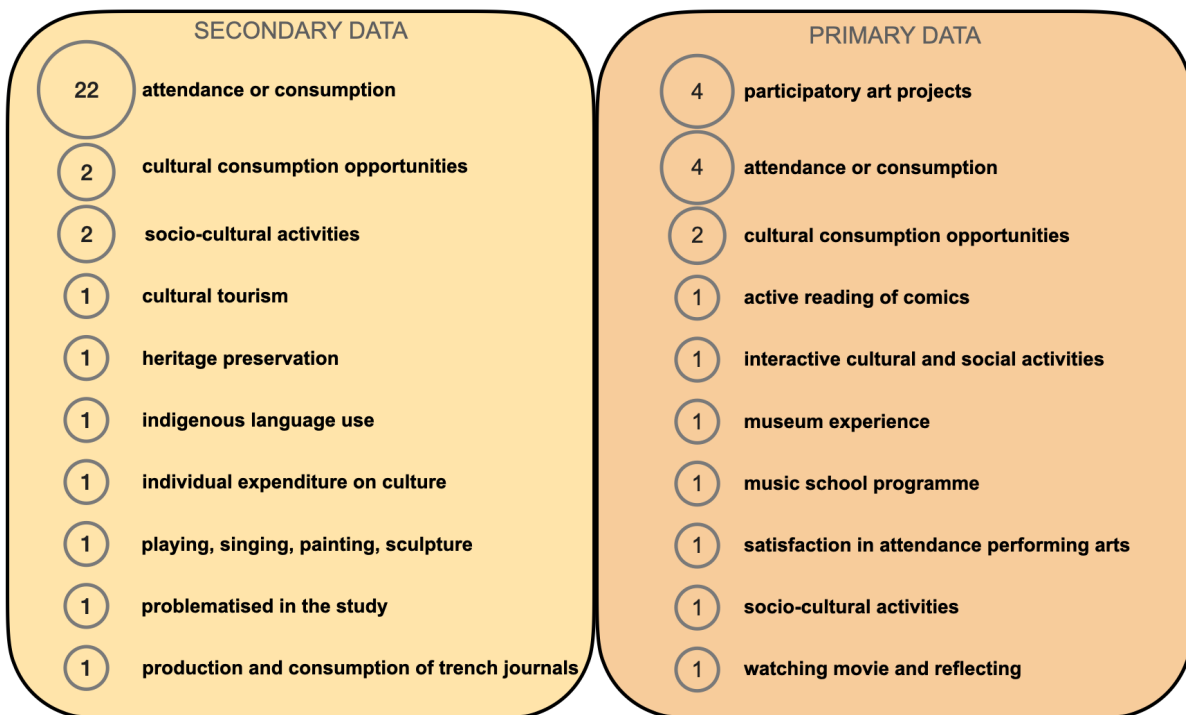 SECONDARY DATA
22 attendance or consumption
2 cultural consumption opportunities
2 socio-cultural activities
1 cultural tourism
1 heritage preservation
1 indigenous language use
1 individual expenditure on culture
1 playing, singing, painting, sculpture
1 problematised in the study
1 production and consumption of trench journals
PRIMARY DATA
4 participatory art projects
4 attendance or consumption
2 cultural consumption opportunities
1 active reading of comics
1 interactive cultural and social activities
1 museum experience
1 music school programme
1 satisfaction in attendance performing arts
1 socio-cultural activities
1 watching movie and reflecting